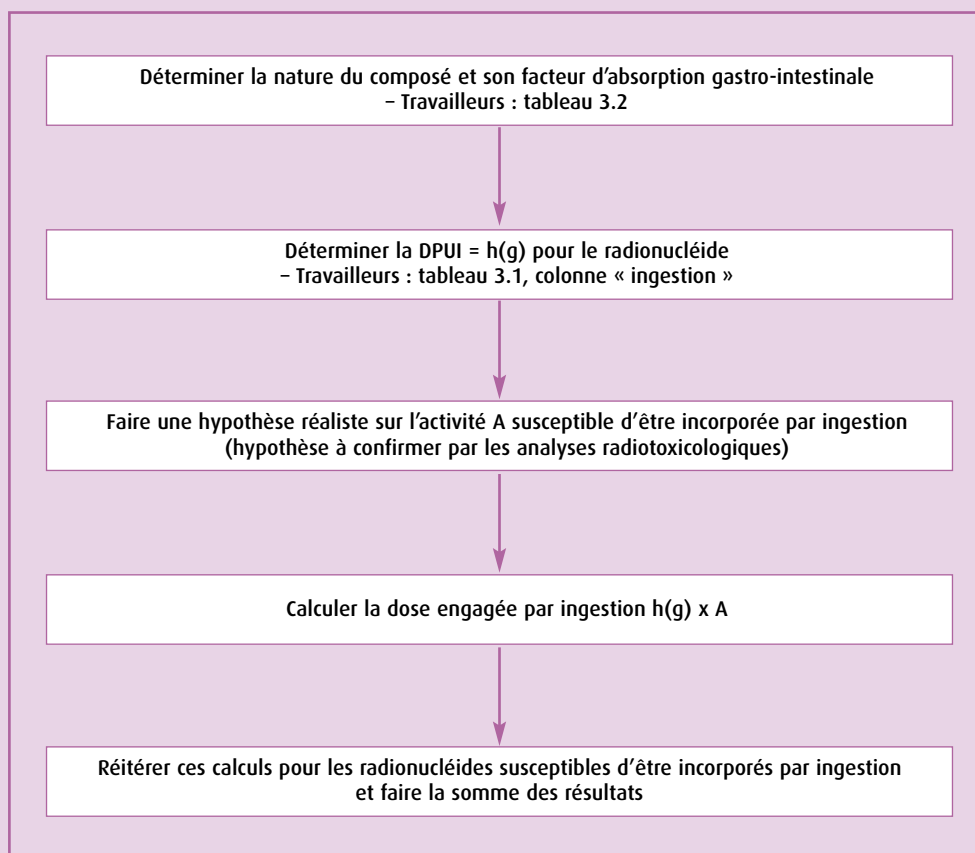 Déterminer la nature du composé et son facteur d’absorption gastro-intestinale
– Travailleurs : tableau 3.2
Déterminer la DPUI = h(g) pour le radionucléide
– Travailleurs : tableau 3.1, colonne « ingestion »
Faire une hypothèse réaliste sur l’activité A susceptible d’être incorporée par ingestion
(hypothèse à confirmer par les analyses radiotoxicologiques)
Calculer la dose engagée par ingestion h(g) x A
Réitérer ces calculs pour les radionucléides susceptibles d’être incorporés par ingestion
et faire la somme des résultats